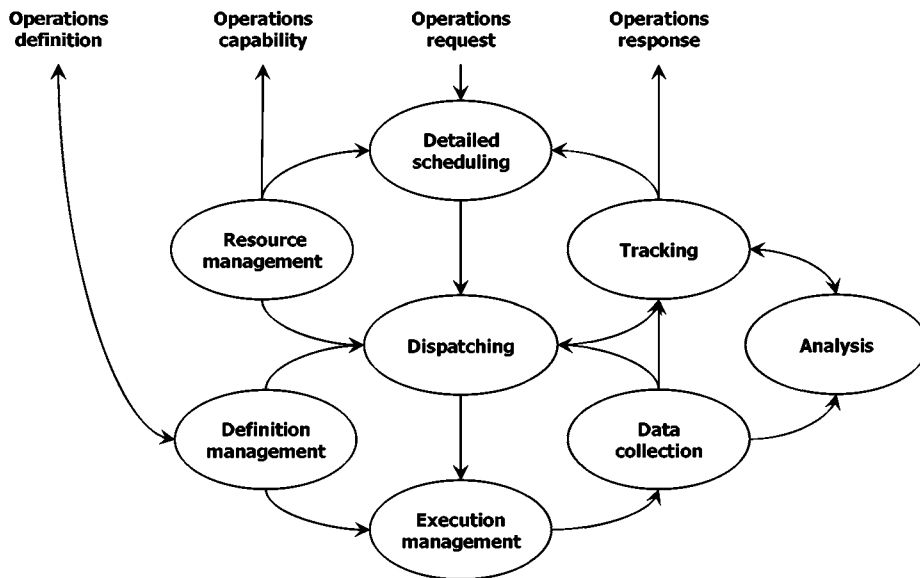 Operations
definition
Operations
capability
Operations
request
Operations
response
Detailed
scheduling
Resource
management
Tracking
Dispatching
Analysis
Definition
management
Data
collection
Execution
management